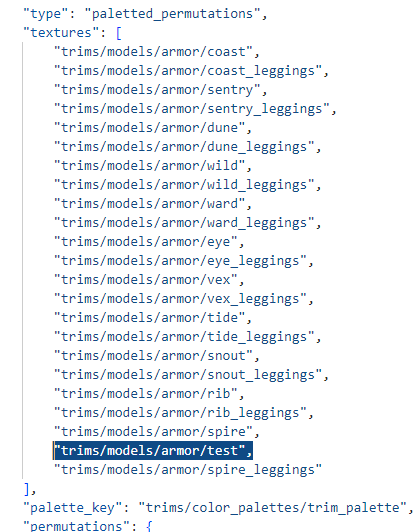 "type": "paletted_permutations",
"textures": [
"trims/models/armor/coast",
"trims/models/armor/coast_leggings",
"trims/models/armor/sentry",
"trims/models/armor/sentry_leggings",
"trims/models/armor/dune",
"trims/models/armor/dune_leggings",
"trims/models/armor/wild",
"trims/models/armor/wild_leggings",
"trims/models/armor/ward",
"trims/models/armor/ward_leggings",
"trims/models/armor/eye",
"trims/models/armor/eye_leggings",
"trims/models/armor/vex",
"trims/models/armor/vex_leggings",
"trims/models/armor/tide",
"trims/models/armor/tide_leggings",
"trims/models/armor/snout",
"trims/models/armor/snout_leggings",
"trims/models/armor/rib",
"trims/models/armor/rib_leggings",
"trims/models/armor/spire",
"trims/models/armor/test",
"trims/models/armor/spire_leggings"
],
"palette_key": "trims/color_palettes/trim_palette",
"permutations": {